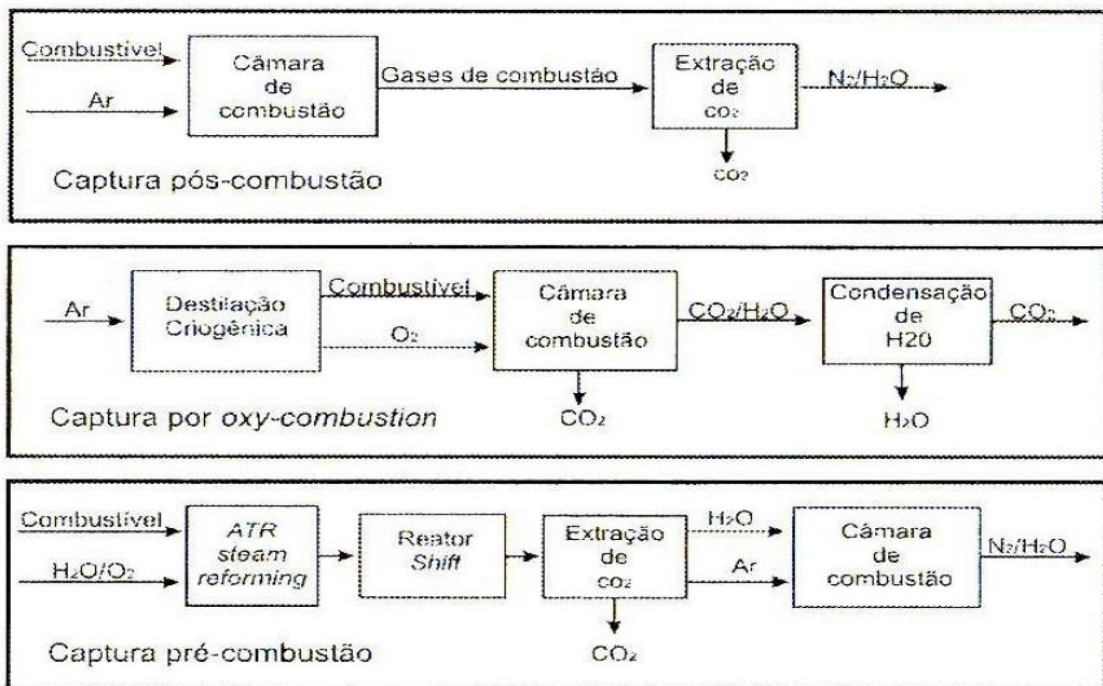 Combustível
Ar
Câmara
de
combustão
Gases de combustão
Extração
de
CO₂
N₂/H₂O
CO₂
Captura pós-combustão
Ar
Destilação
Criogênica
Combustível
O₂
Câmara
de
combustão
CO₂/H₂O
Condensação
de
H20
CO₂
CO₂
H₂O
Captura por oxy-combustion
Combustível
H₂O/O₂
ATR
steam
reforming
Reator
Shift
Extração
de
CO₂
H₂O
Ar
Câmara
de
combustão
N₂/H₂O
CO₂
Captura pré-combustão